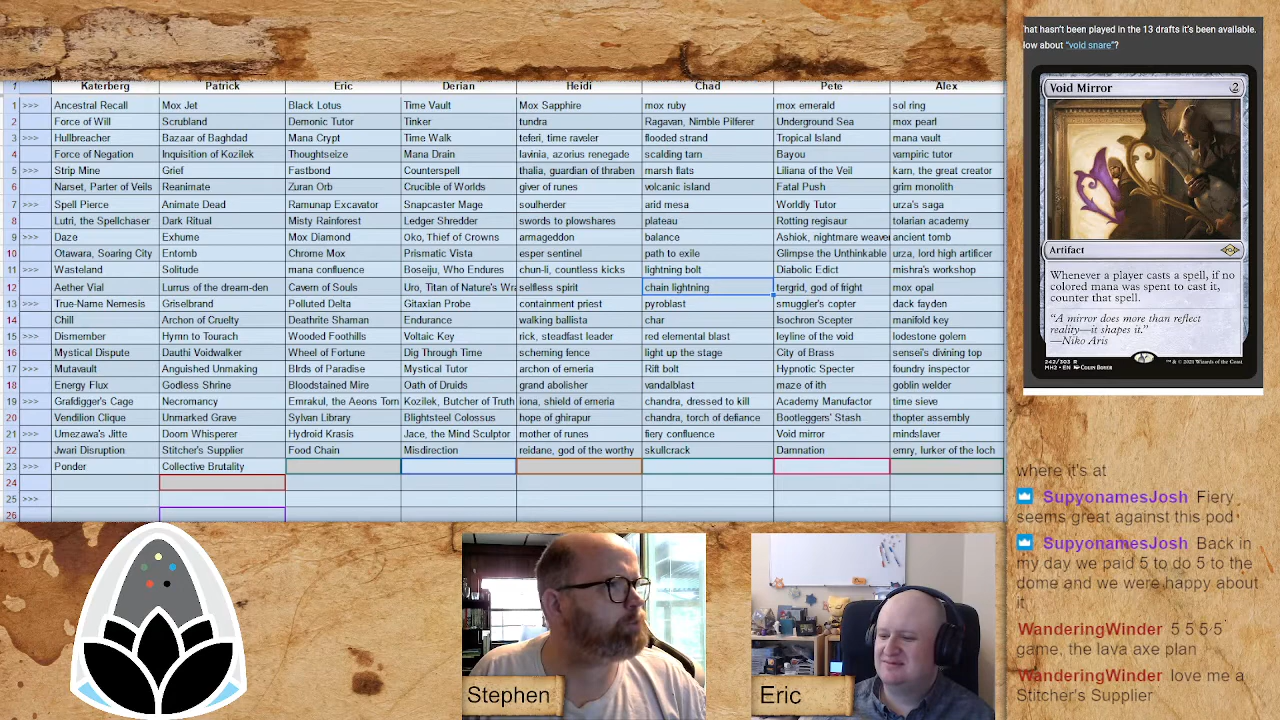 1 Katerberg Patrick Eric Derian Heidi Chad Pete Alex
1 >>> Ancestral Recall Mox Jet Black Lotus Time Vault Mox Sapphire mox ruby mox emerald sol ring
2 Force of Will Scrubland Demonic Tutor Tinker tundra Ragavan, Nimble Pilferer Underground Sea mox pearl
3 >>> Hullbreacher Bazaar of Baghdad Mana Crypt Time Walk teferi, time raveler flooded strand Tropical Island mana vault
4 Force of Negation Inquisition of Kozilek Thoughtseize Mana Drain lavinia, azorius renegade scalding tarn Bayou vampiric tutor
5 >>> Strip Mine Grief Fastbond Counterspell thalia, guardian of thraben marsh flats Liliana of the Veil karn, the great creator
6 Narset, Parter of Veils Reanimate Zuran Orb Crucible of Worlds giver of runes volcanic island Fatal Push grim monolith
7 >>> Spell Pierce Animate Dead Ramunap Excavator Snapcaster Mage soulherder arid mesa Worldly Tutor urza's saga
8 Lutri, the Spellchaser Dark Ritual Misty Rainforest Ledger Shredder swords to plowshares plateau Rotting regisaur tolarian academy
9 >>> Daze Exhume Mox Diamond Oko, Thief of Crowns armageddon balance Ashiok, nightmare weaver ancient tomb
10 Otawara, Soaring City Entomb Chrome Mox Prismatic Vista esper sentinel path to exile Glimpse the Unthinkable urza, lord high artificer
11 >>> Wasteland Solitude mana confluence Boseiju, Who Endures chun-li, countless kicks lightning bolt Diabolic Edict mishra's workshop
12 Aether Vial Lurrus of the dream-den Cavern of Souls Uro, Titan of Nature's Wra selfless spirit chain lightning tergrid, god of fright mox opal
13 >>> True-Name Nemesis Griselbrand Polluted Delta Gitaxian Probe containment priest pyroblast smuggler's copter dack fayden
14 Chill Archon of Cruelty Deathrite Shaman Endurance walking ballista char Isochron Scepter manifold key
15 >>> Dismember Hymn to Tourach Wooded Foothills Voltaic Key rick, steadfast leader red elemental blast leyline of the void lodestone golem
16 Mystical Dispute Dauthi Voidwalker Wheel of Fortune Dig Through Time scheming fence light up the stage City of Brass sensei's divining top
17 >>> Mutavault Anguished Unmaking BIrds of Paradise Mystical Tutor archon of emeria Rift bolt Hypnotic Specter foundry inspector
18 Energy Flux Godless Shrine Bloodstained Mire Oath of Druids grand abolisher vandalblast maze of ith goblin welder
19 >>> Grafdigger's Cage Necromancy Emrakul, the Aeons Torn Kozilek, Butcher of Truth iona, shield of emeria chandra, dressed to kill Academy Manufactor time sieve
20 Vendilion Clique Unmarked Grave Sylvan Library Blightsteel Colossus hope of ghirapur chandra, torch of defiance Bootleggers' Stash thopter assembly
21 >>> Umezawa's Jitte Doom Whisperer Hydroid Krasis Jace, the Mind Sculptor mother of runes fiery confluence Void mirror mindslaver
22 Jwari Disruption Stitcher's Supplier Food Chain Misdirection reidane, god of the worthy skullcrack Damnation emry, lurker of the loch
23 >>> Ponder Collective Brutality
24
25 >>>
26
hat hasn't been played in the 13 drafts it's been available.
low about "void snare"?
Void Mirror 2
Artifact
Whenever a player casts a spell, if no
colored mana was spent to cast it,
counter that spell.
"A mirror does more than reflect
reality—it shapes it."
—Niko Aris
242/303 R
MH2 • EN COLIN BOYER
™ & © 2021 Wizards of the Coast
where it's at
SupyonamesJosh Fiery
seems great against this pod
SupyonamesJosh Back in
my day we paid 5 to do 5 to the
dome and we were happy about
it
WanderingWinder 5 5 5 5
game, the lava axe plan
WanderingWinder love me a
Stitcher's Supplier
Stephen
Eric